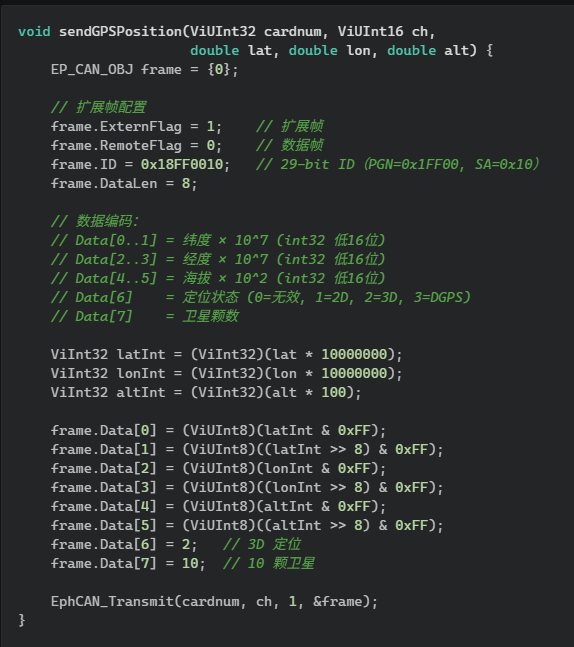 void sendGPSPosition(ViUInt32 cardnum, ViUInt16 ch,
                     double lat, double lon, double alt) {
    EP_CAN_OBJ frame = {0};

    // 扩展帧配置
    frame.ExternFlag = 1;    // 扩展帧
    frame.RemoteFlag = 0;    // 数据帧
    frame.ID = 0x18FF0010;   // 29-bit ID（PGN=0x1FF00, SA=0x10）
    frame.DataLen = 8;

    // 数据编码：
    // Data[0..1] = 纬度 × 10^7 (int32 低16位)
    // Data[2..3] = 经度 × 10^7 (int32 低16位)
    // Data[4..5] = 海拔 × 10^2 (int32 低16位)
    // Data[6]    = 定位状态 (0=无效, 1=2D, 2=3D, 3=DGPS)
    // Data[7]    = 卫星颗数

    ViInt32 latInt = (ViInt32)(lat * 10000000);
    ViInt32 lonInt = (ViInt32)(lon * 10000000);
    ViInt32 altInt = (ViInt32)(alt * 100);

    frame.Data[0] = (ViUInt8)(latInt & 0xFF);
    frame.Data[1] = (ViUInt8)((latInt >> 8) & 0xFF);
    frame.Data[2] = (ViUInt8)(lonInt & 0xFF);
    frame.Data[3] = (ViUInt8)((lonInt >> 8) & 0xFF);
    frame.Data[4] = (ViUInt8)(altInt & 0xFF);
    frame.Data[5] = (ViUInt8)((altInt >> 8) & 0xFF);
    frame.Data[6] = 2;   // 3D 定位
    frame.Data[7] = 10;  // 10 颗卫星

    EphCAN_Transmit(cardnum, ch, 1, &frame);
}